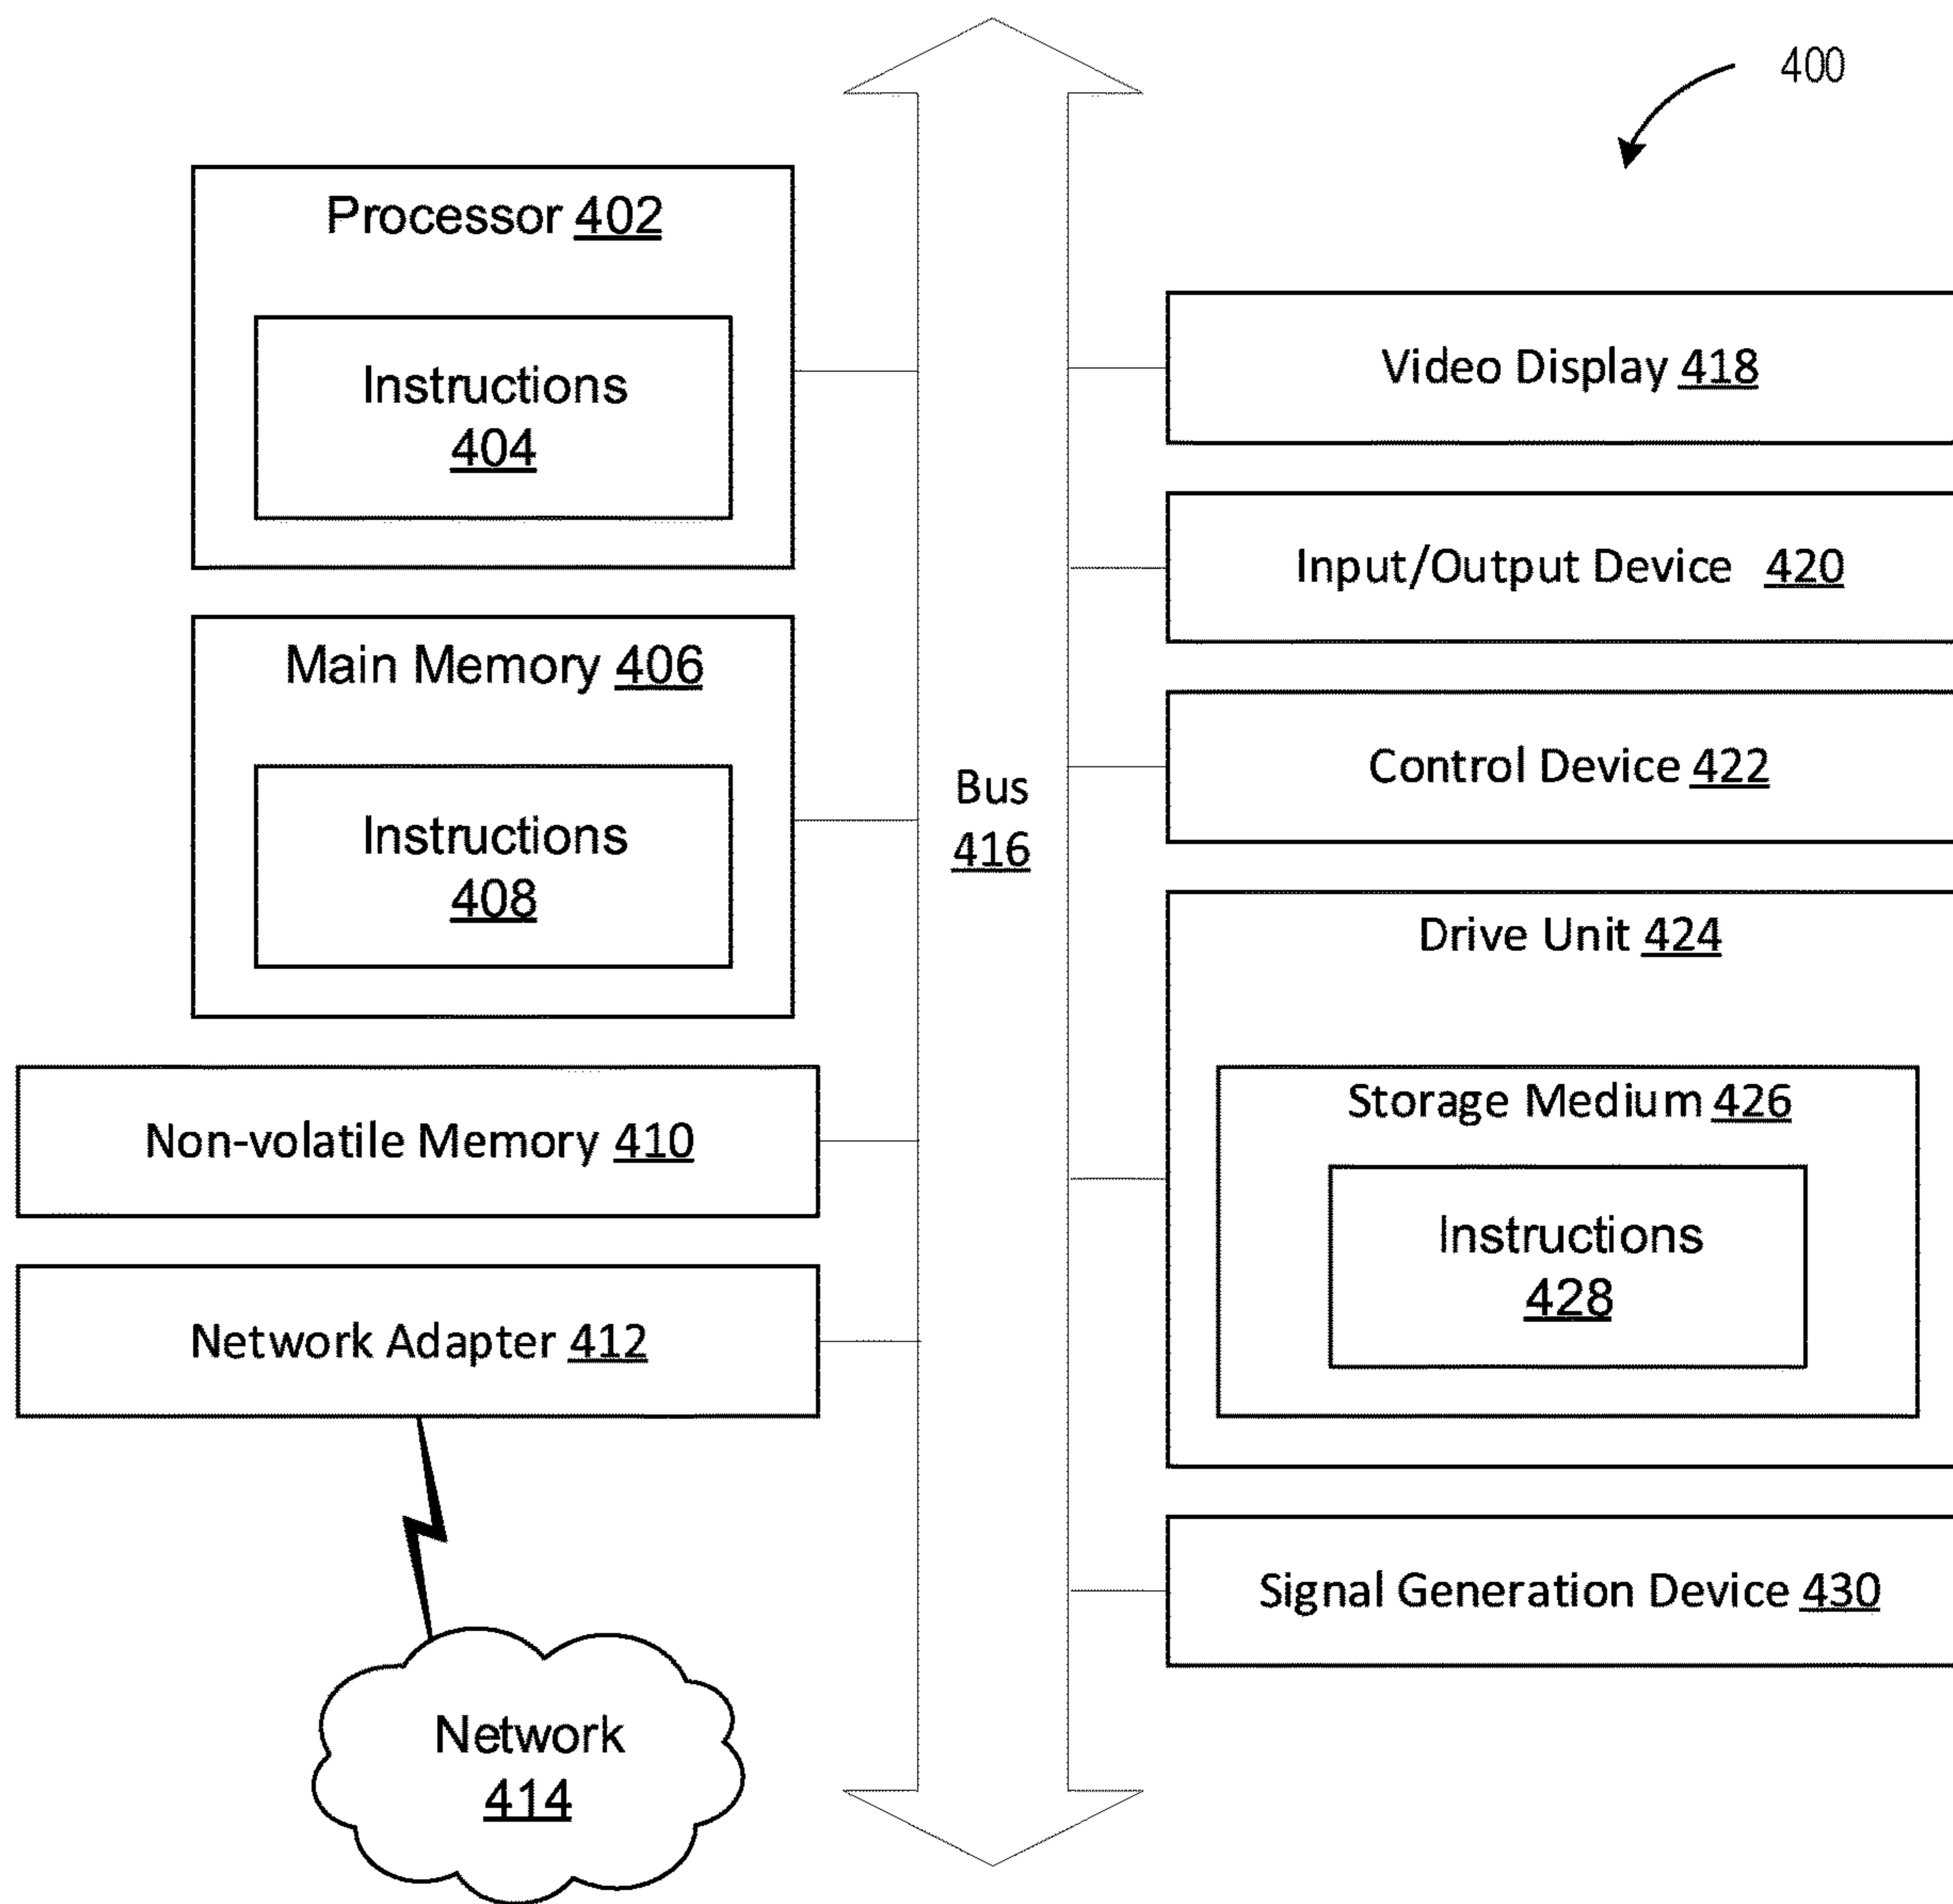 400
Processor 402
Instructions
404
Main Memory 406
Instructions
408
Non-volatile Memory 410
Network Adapter 412
Network
414
Bus
416
Video Display 418
Input/Output Device 420
Control Device 422
Drive Unit 424
Storage Medium 426
Instructions
428
Signal Generation Device 430